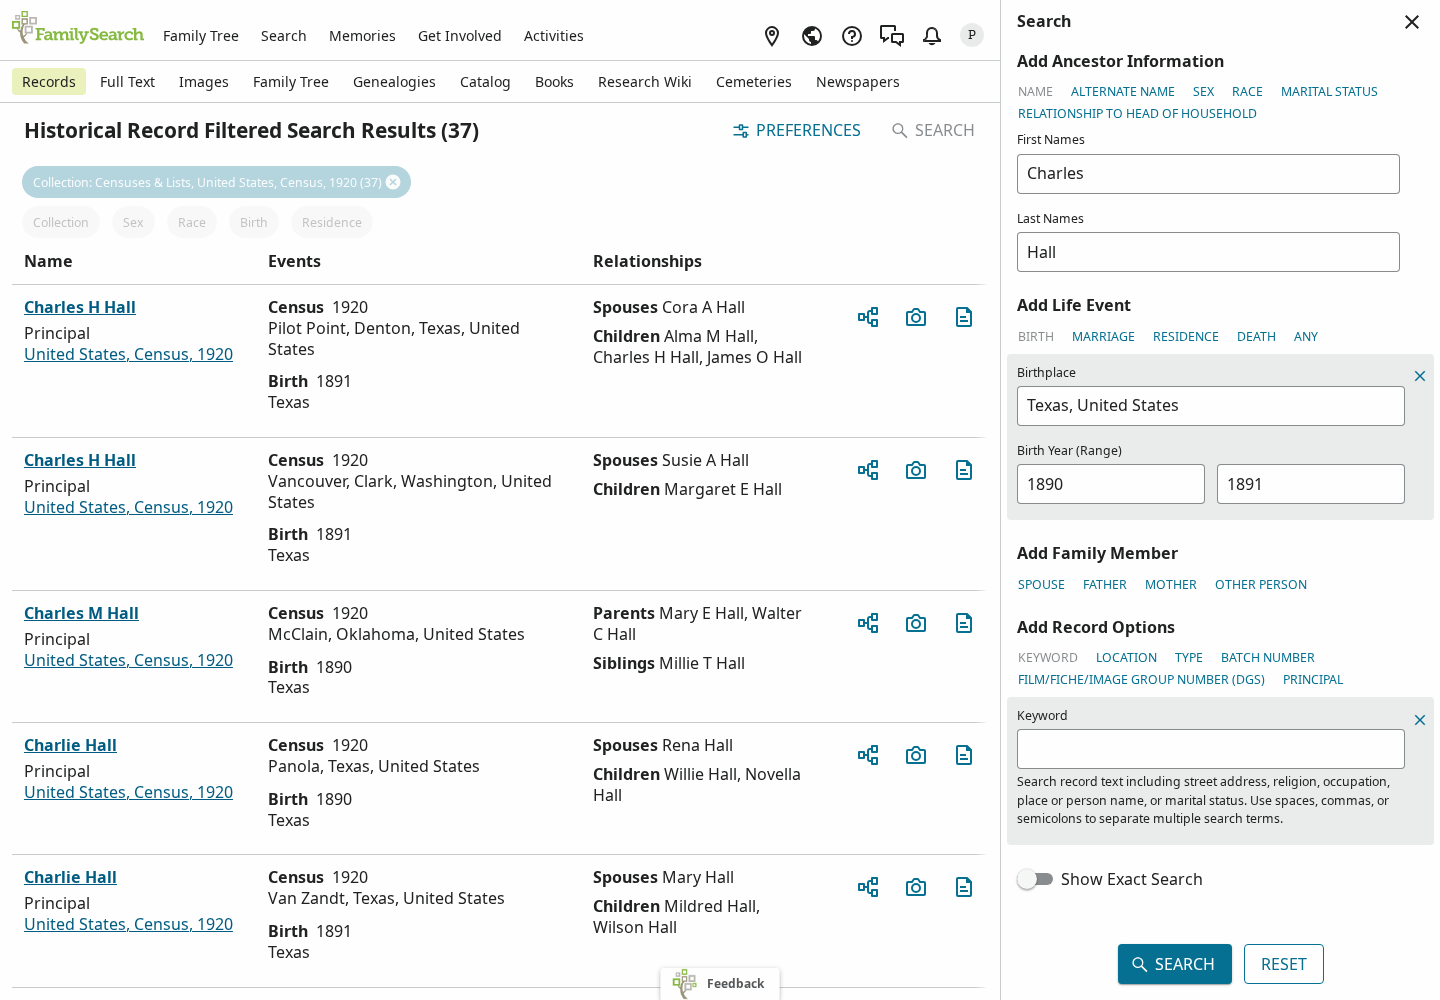 FamilySearch
Family Tree
Search
Memories
Get Involved
Activities
P
Records
Full Text
Images
Family Tree
Genealogies
Catalog
Books
Research Wiki
Cemeteries
Newspapers
Historical Record Filtered Search Results (37)
PREFERENCES
SEARCH
Collection: Censuses & Lists, United States, Census, 1920 (37)
Collection
Sex
Race
Birth
Residence
Name
Events
Relationships
Charles H Hall
Principal
United States, Census, 1920
Census 1920
Pilot Point, Denton, Texas, United
States
Birth 1891
Texas
Spouses Cora A Hall
Children Alma M Hall,
Charles H Hall, James O Hall
Charles H Hall
Principal
United States, Census, 1920
Census 1920
Vancouver, Clark, Washington, United
States
Birth 1891
Texas
Spouses Susie A Hall
Children Margaret E Hall
Charles M Hall
Principal
United States, Census, 1920
Census 1920
McClain, Oklahoma, United States
Birth 1890
Texas
Parents Mary E Hall, Walter
C Hall
Siblings Millie T Hall
Charlie Hall
Principal
United States, Census, 1920
Census 1920
Panola, Texas, United States
Birth 1890
Texas
Spouses Rena Hall
Children Willie Hall, Novella
Hall
Charlie Hall
Principal
United States, Census, 1920
Census 1920
Van Zandt, Texas, United States
Birth 1891
Texas
Spouses Mary Hall
Children Mildred Hall,
Wilson Hall
Feedback
Search
Add Ancestor Information
NAME ALTERNATE NAME SEX RACE MARITAL STATUS
RELATIONSHIP TO HEAD OF HOUSEHOLD
First Names
Charles
Last Names
Hall
Add Life Event
BIRTH MARRIAGE RESIDENCE DEATH ANY
Birthplace
Texas, United States
Birth Year (Range)
1890
1891
Add Family Member
SPOUSE FATHER MOTHER OTHER PERSON
Add Record Options
KEYWORD LOCATION TYPE BATCH NUMBER
FILM/FICHE/IMAGE GROUP NUMBER (DGS) PRINCIPAL
Keyword
Search record text including street address, religion, occupation,
place or person name, or marital status. Use spaces, commas, or
semicolons to separate multiple search terms.
Show Exact Search
SEARCH
RESET